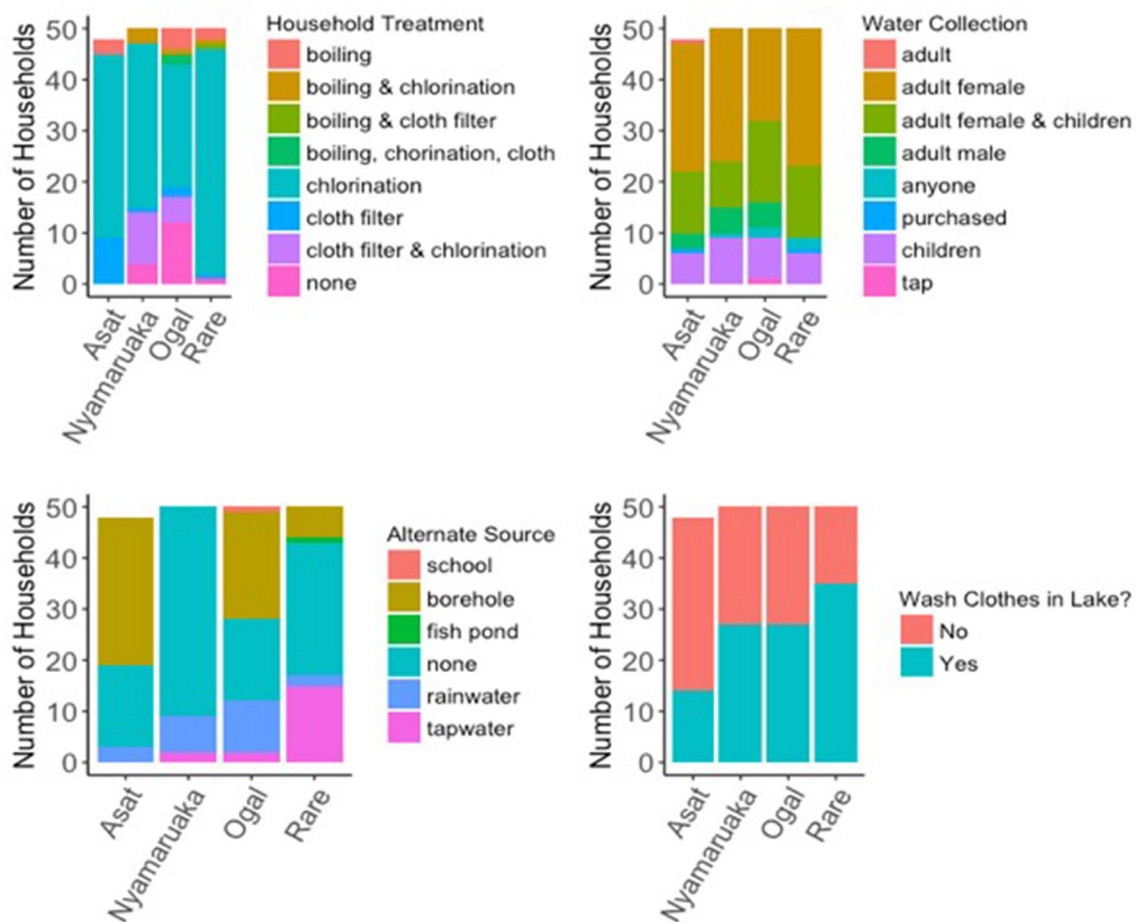 Household Treatment
Number of Households
50
40
30
20
10
0
boiling
boiling & chlorination
boiling & cloth filter
boiling, chorination, cloth
chlorination
cloth filter
cloth filter & chlorination
none
Asat
Nyamaruaka
Ogal
Rare
Water Collection
Number of Households
50
40
30
20
10
0
adult
adult female
adult female & children
adult male
anyone
purchased
children
tap
Asat
Nyamaruaka
Ogal
Rare
Number of Households
50
40
30
20
10
0
Alternate Source
school
borehole
fish pond
none
rainwater
tapwater
Asat
Nyamaruaka
Ogal
Rare
Number of Households
50
40
30
20
10
0
Wash Clothes in Lake?
No
Yes
Asat
Nyamaruaka
Ogal
Rare